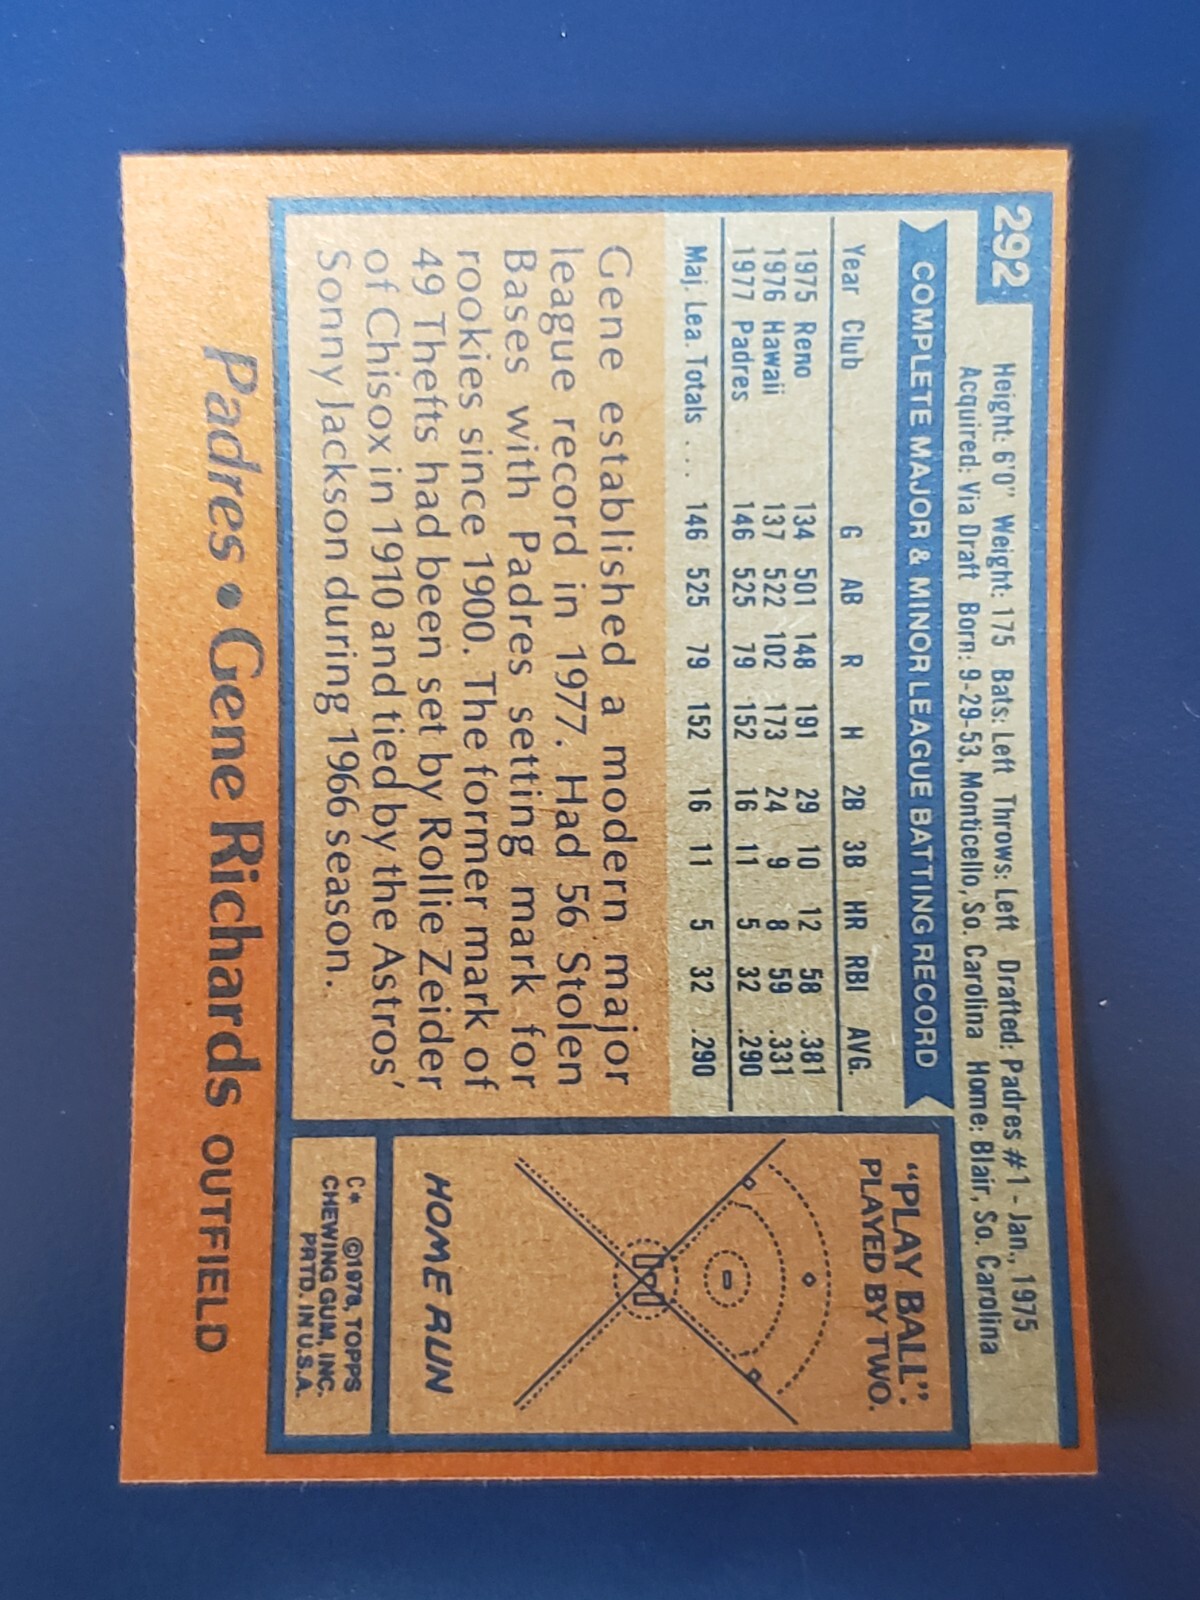 292
Height: 6'0" Weight: 175 Bats: Left Throws: Left Drafted: Padres #1 - Jan., 1975
Acquired: Via Draft Born: 9-29-53, Monticello, So. Carolina Home: Blair, So. Carolina
COMPLETE MAJOR & MINOR LEAGUE BATTING RECORD
Year Club G AB R H 2B 3B HR RBI AVG.
1975 Reno 134 501 148 191 29 10 12 58 .381
1976 Hawaii 137 522 102 173 24 9 8 59 .331
1977 Padres 146 525 79 152 16 11 5 32 .290
Maj. Lea. Totals .... 146 525 79 152 16 11 5 32 .290
Gene established a modern major
league record in 1977. Had 56 Stolen
Bases with Padres setting mark for
rookies since 1900. The former mark of
49 Thefts had been set by Rollie Zeider
of Chisox in 1910 and tied by the Astros'
Sonny Jackson during 1966 season.
"PLAY BALL":
PLAYED BY TWO.
HOME RUN
C* ©1978, TOPPS
CHEWING GUM, INC.
PRTD. IN U.S.A.
Padres • Gene Richards OUTFIELD